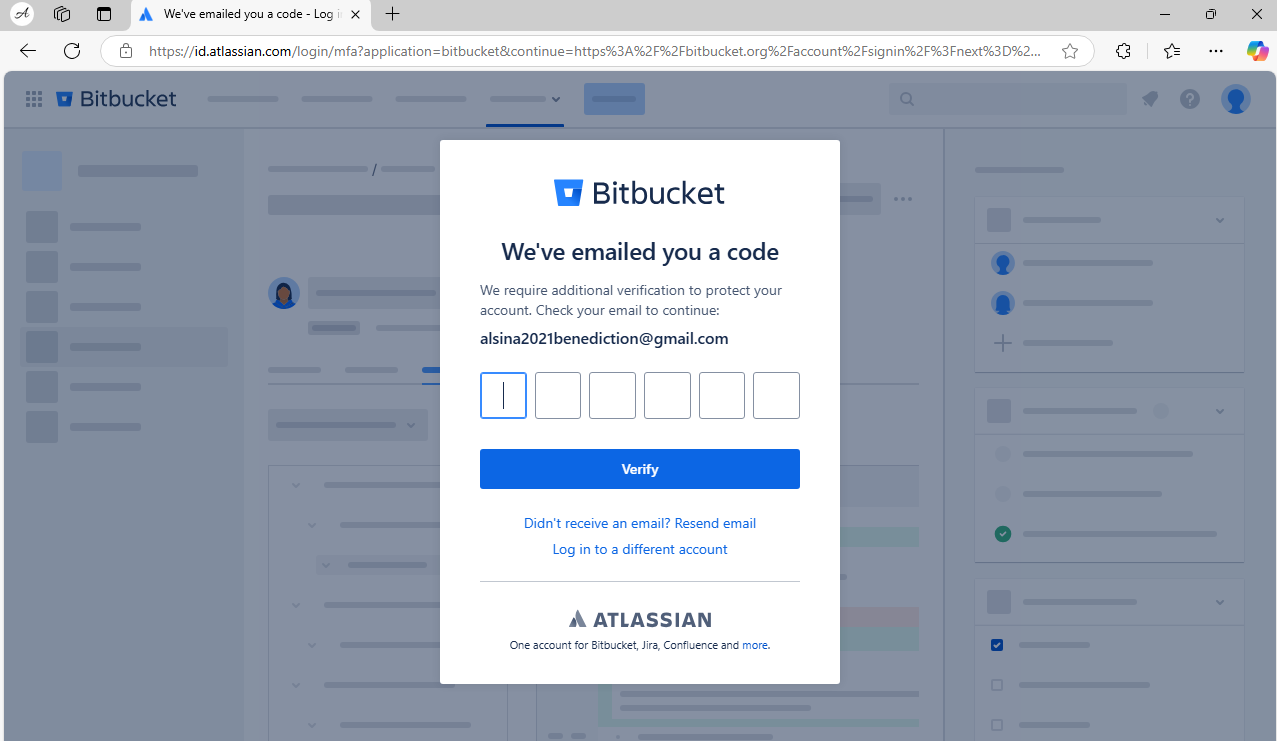 We've emailed you a code - Log i
https://id.atlassian.com/login/mfa?application=bitbucket&continue=https%3A%2F%2Fbitbucket.org%2Faccount%2Fsignin%2F%3Fnext%3D%2...
Bitbucket
/
Bitbucket
We've emailed you a code
We require additional verification to protect your
account. Check your email to continue:
alsina2021benediction@gmail.com
Verify
Didn't receive an email? Resend email
Log in to a different account
ATLASSIAN
One account for Bitbucket, Jira, Confluence and more.